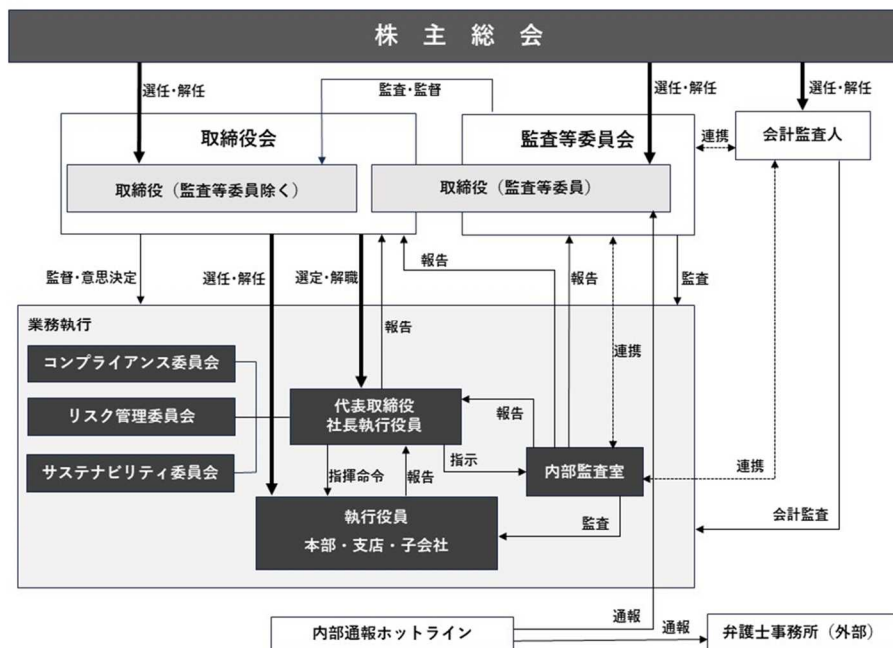 株 主 総 会
選任・解任
監査・監督
選任・解任
選任・解任
取締役会
監査等委員会
連携
会計監査人
取締役（監査等委員除く）
取締役（監査等委員）
監督・意思決定
選任・解任
選定・解職
報告
報告
報告
連携
監査
業務執行
コンプライアンス委員会
リスク管理委員会
サステナビリティ委員会
代表取締役
社長執行役員
報告
指揮命令
報告
指示
内部監査室
連携
監査
会計監査
執行役員
本部・支店・子会社
内部通報ホットライン
通報
通報
弁護士事務所（外部）